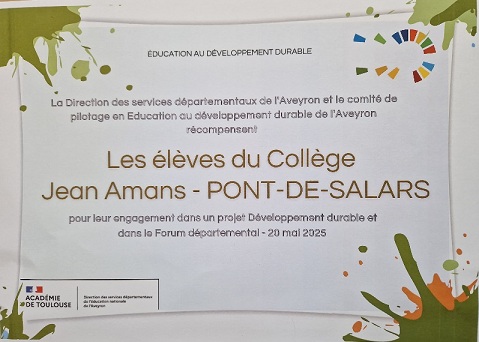 ÉDUCATION AU DÉVELOPPEMENT DURABLE
La Direction des services départementaux de l'Aveyron et le comité de
pilotage en Education au développement durable de l'Aveyron
récompensent
Les élèves du Collège
Jean Amans - PONT-DE-SALARS
pour leur engagement dans un projet Développement durable et
dans le Forum départemental - 20 mai 2025
ACADÉMIE
DE TOULOUSE
Direction des services départementaux
de l'éducation nationale
de l'Aveyron